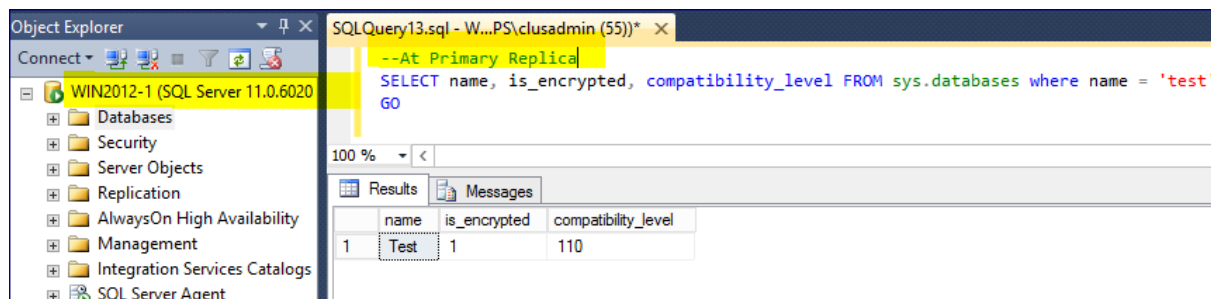 Object Explorer
SQLQuery13.sql - W...PS\clusadmin (55))*
Connect
WIN2012-1 (SQL Server 11.0.6020
Databases
Security
Server Objects
Replication
AlwaysOn High Availability
Management
Integration Services Catalogs
SQL Server Agent
--At Primary Replica
SELECT name, is_encrypted, compatibility_level FROM sys.databases where name = 'test'
GO
100 %
Results
Messages
name is_encrypted compatibility_level
1 Test 1 110